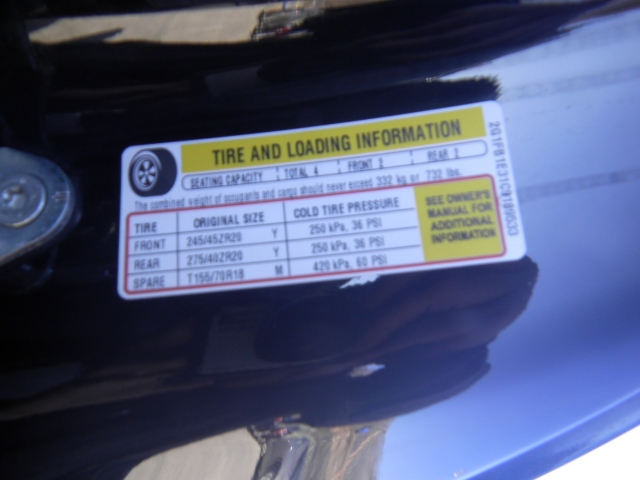 TIRE AND LOADING INFORMATION
SEATING CAPACITY TOTAL 4 FRONT 2 REAR 2
The combined weight of occupants and cargo should never exceed 332 kg or 732 lbs.
TIRE ORIGINAL SIZE COLD TIRE PRESSURE
FRONT 245/45ZR20 Y 250 kPa, 36 PSI
REAR 275/40ZR20 Y 250 kPa, 36 PSI
SPARE T155/70R18 M 420 kPa, 60 PSI
SEE OWNER'S
MANUAL FOR
ADDITIONAL
INFORMATION